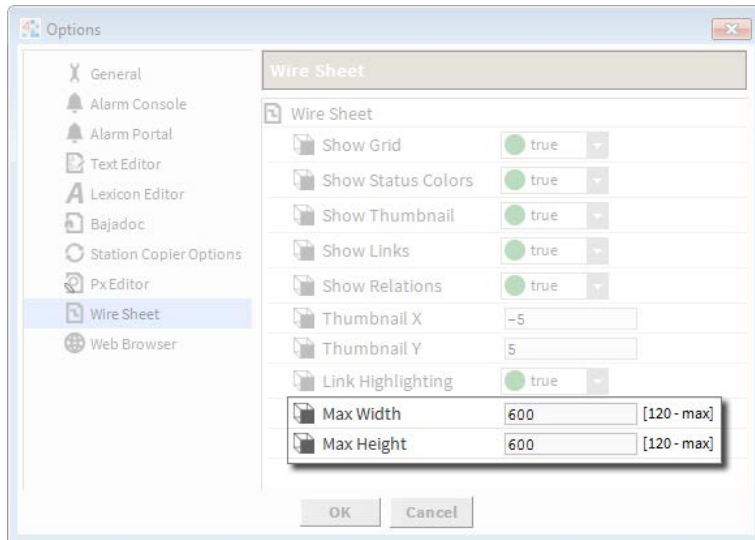 Options
General
Alarm Console
Alarm Portal
Text Editor
Lexicon Editor
Bajadoc
Station Copier Options
Px Editor
Wire Sheet
Web Browser
Wire Sheet
Wire Sheet
Show Grid true
Show Status Colors true
Show Thumbnail true
Show Links true
Show Relations true
Thumbnail X -5
Thumbnail Y 5
Link Highlighting true
Max Width 600 [120 - max]
Max Height 600 [120 - max]
OK Cancel